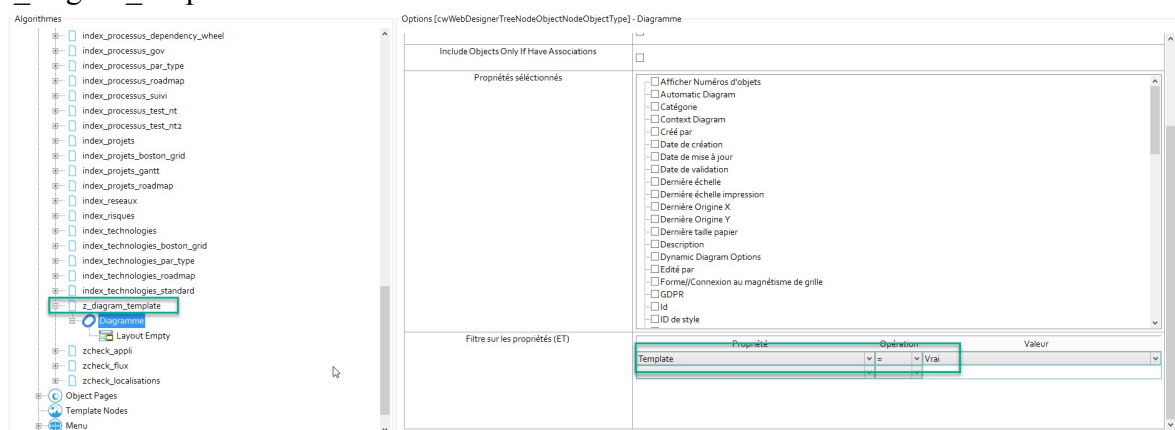 Algorithmes
index_processus_dependency_wheel
index_processus_gov
index_processus_par_type
index_processus_roadmap
index_processus_suivi
index_processus_test_nt
index_processus_test_nt2
index_projets
index_projets_boston_grid
index_projets_gantt
index_projets_roadmap
index_reseaux
index_risques
index_technologies
index_technologies_boston_grid
index_technologies_par_type
index_technologies_roadmap
index_technologies_standard
z_diagram_template
Diagramme
Layout Empty
zcheck_appli
zcheck_flux
zcheck_localisations
Object Pages
Template Nodes
Menu
Options [cwWebDesignerTreeNodeObjectNodeObjectType] - Diagramme
Include Objects Only If Have Associations
Propriétés séléctionnés
Afficher Numéros d'objets
Automatic Diagram
Catégorie
Context Diagram
Créé par
Date de création
Date de mise à jour
Date de validation
Dernière échelle
Dernière échelle impression
Dernière Origine X
Dernière Origine Y
Dernière taille papier
Description
Dynamic Diagram Options
Edité par
Forme//Connexion au magnétisme de grille
GDPR
Id
ID de style
Filtre sur les propriétés (ET)
Propriété Opération Valeur
Template = Vrai